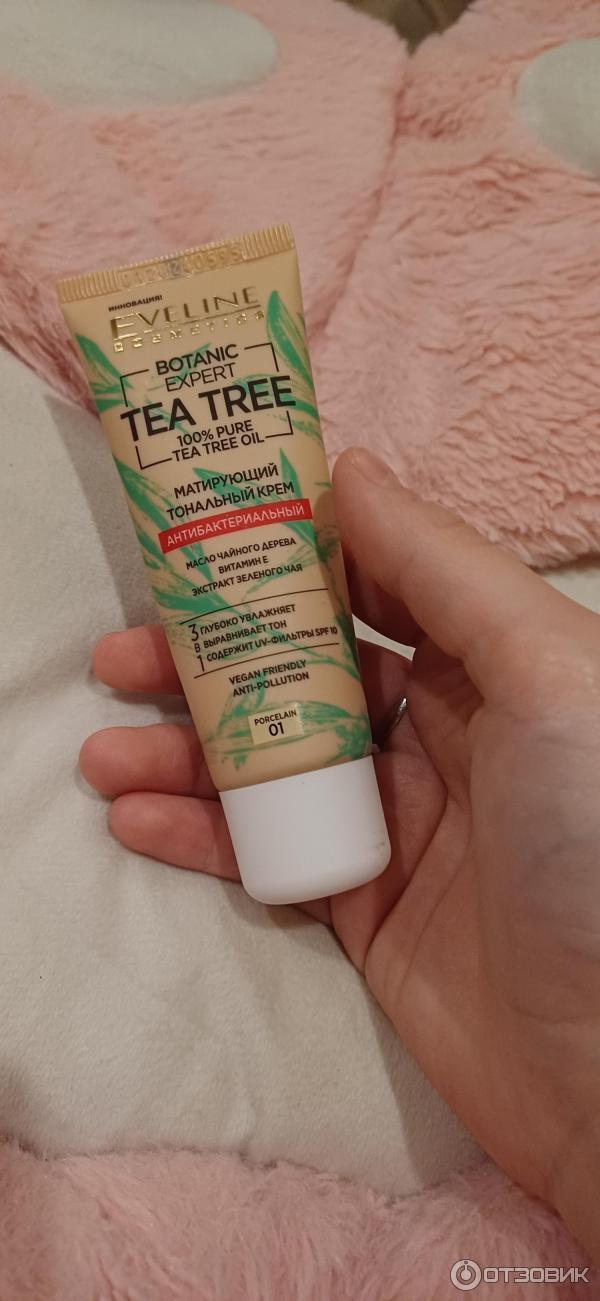 ИННОВАЦИЯ!
EVELINE
COSMETICS
BOTANIC
EXPERT
TEA TREE
100% PURE
TEA TREE OIL
МАТИРУЮЩИЙ
ТОНАЛЬНЫЙ КРЕМ
АНТИБАКТЕРИАЛЬНЫЙ
МАСЛО ЧАЙНОГО ДЕРЕВА
ВИТАМИН Е
ЭКСТРАКТ ЗЕЛЕНОГО ЧАЯ
3 ГЛУБОКО УВЛАЖНЯЕТ
В ВЫРАВНИВАЕТ ТОН
1 СОДЕРЖИТ UV-ФИЛЬТРЫ SPF 10
VEGAN FRIENDLY
ANTI-POLLUTION
PORCELAIN
01
ОТЗОВИК